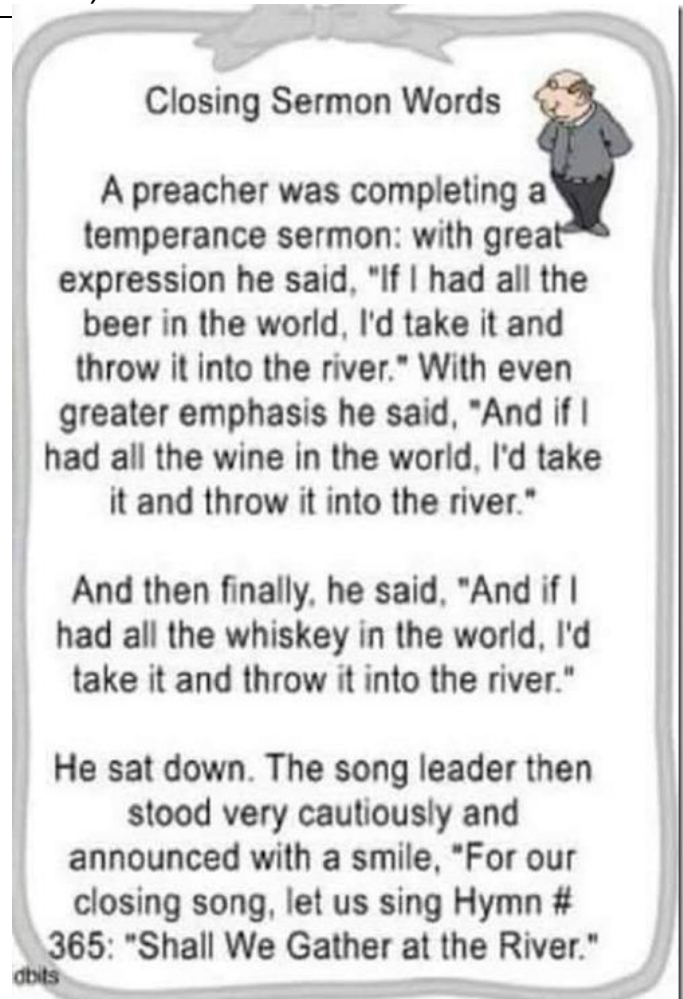 Closing Sermon Words
A preacher was completing a
temperance sermon: with great
expression he said, "If I had all the
beer in the world, I'd take it and
throw it into the river." With even
greater emphasis he said, "And if I
had all the wine in the world, I'd take
it and throw it into the river."
And then finally, he said, "And if I
had all the whiskey in the world, I'd
take it and throw it into the river."
He sat down. The song leader then
stood very cautiously and
announced with a smile, "For our
closing song, let us sing Hymn #
365: "Shall We Gather at the River."
dbits